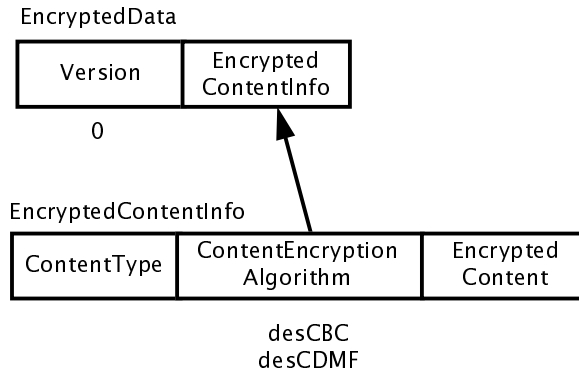 EncryptedData
Version
Encrypted
ContentInfo
0
EncryptedContentInfo
ContentType
ContentEncryption
Algorithm
Encrypted
Content
desCBC
desCDMF